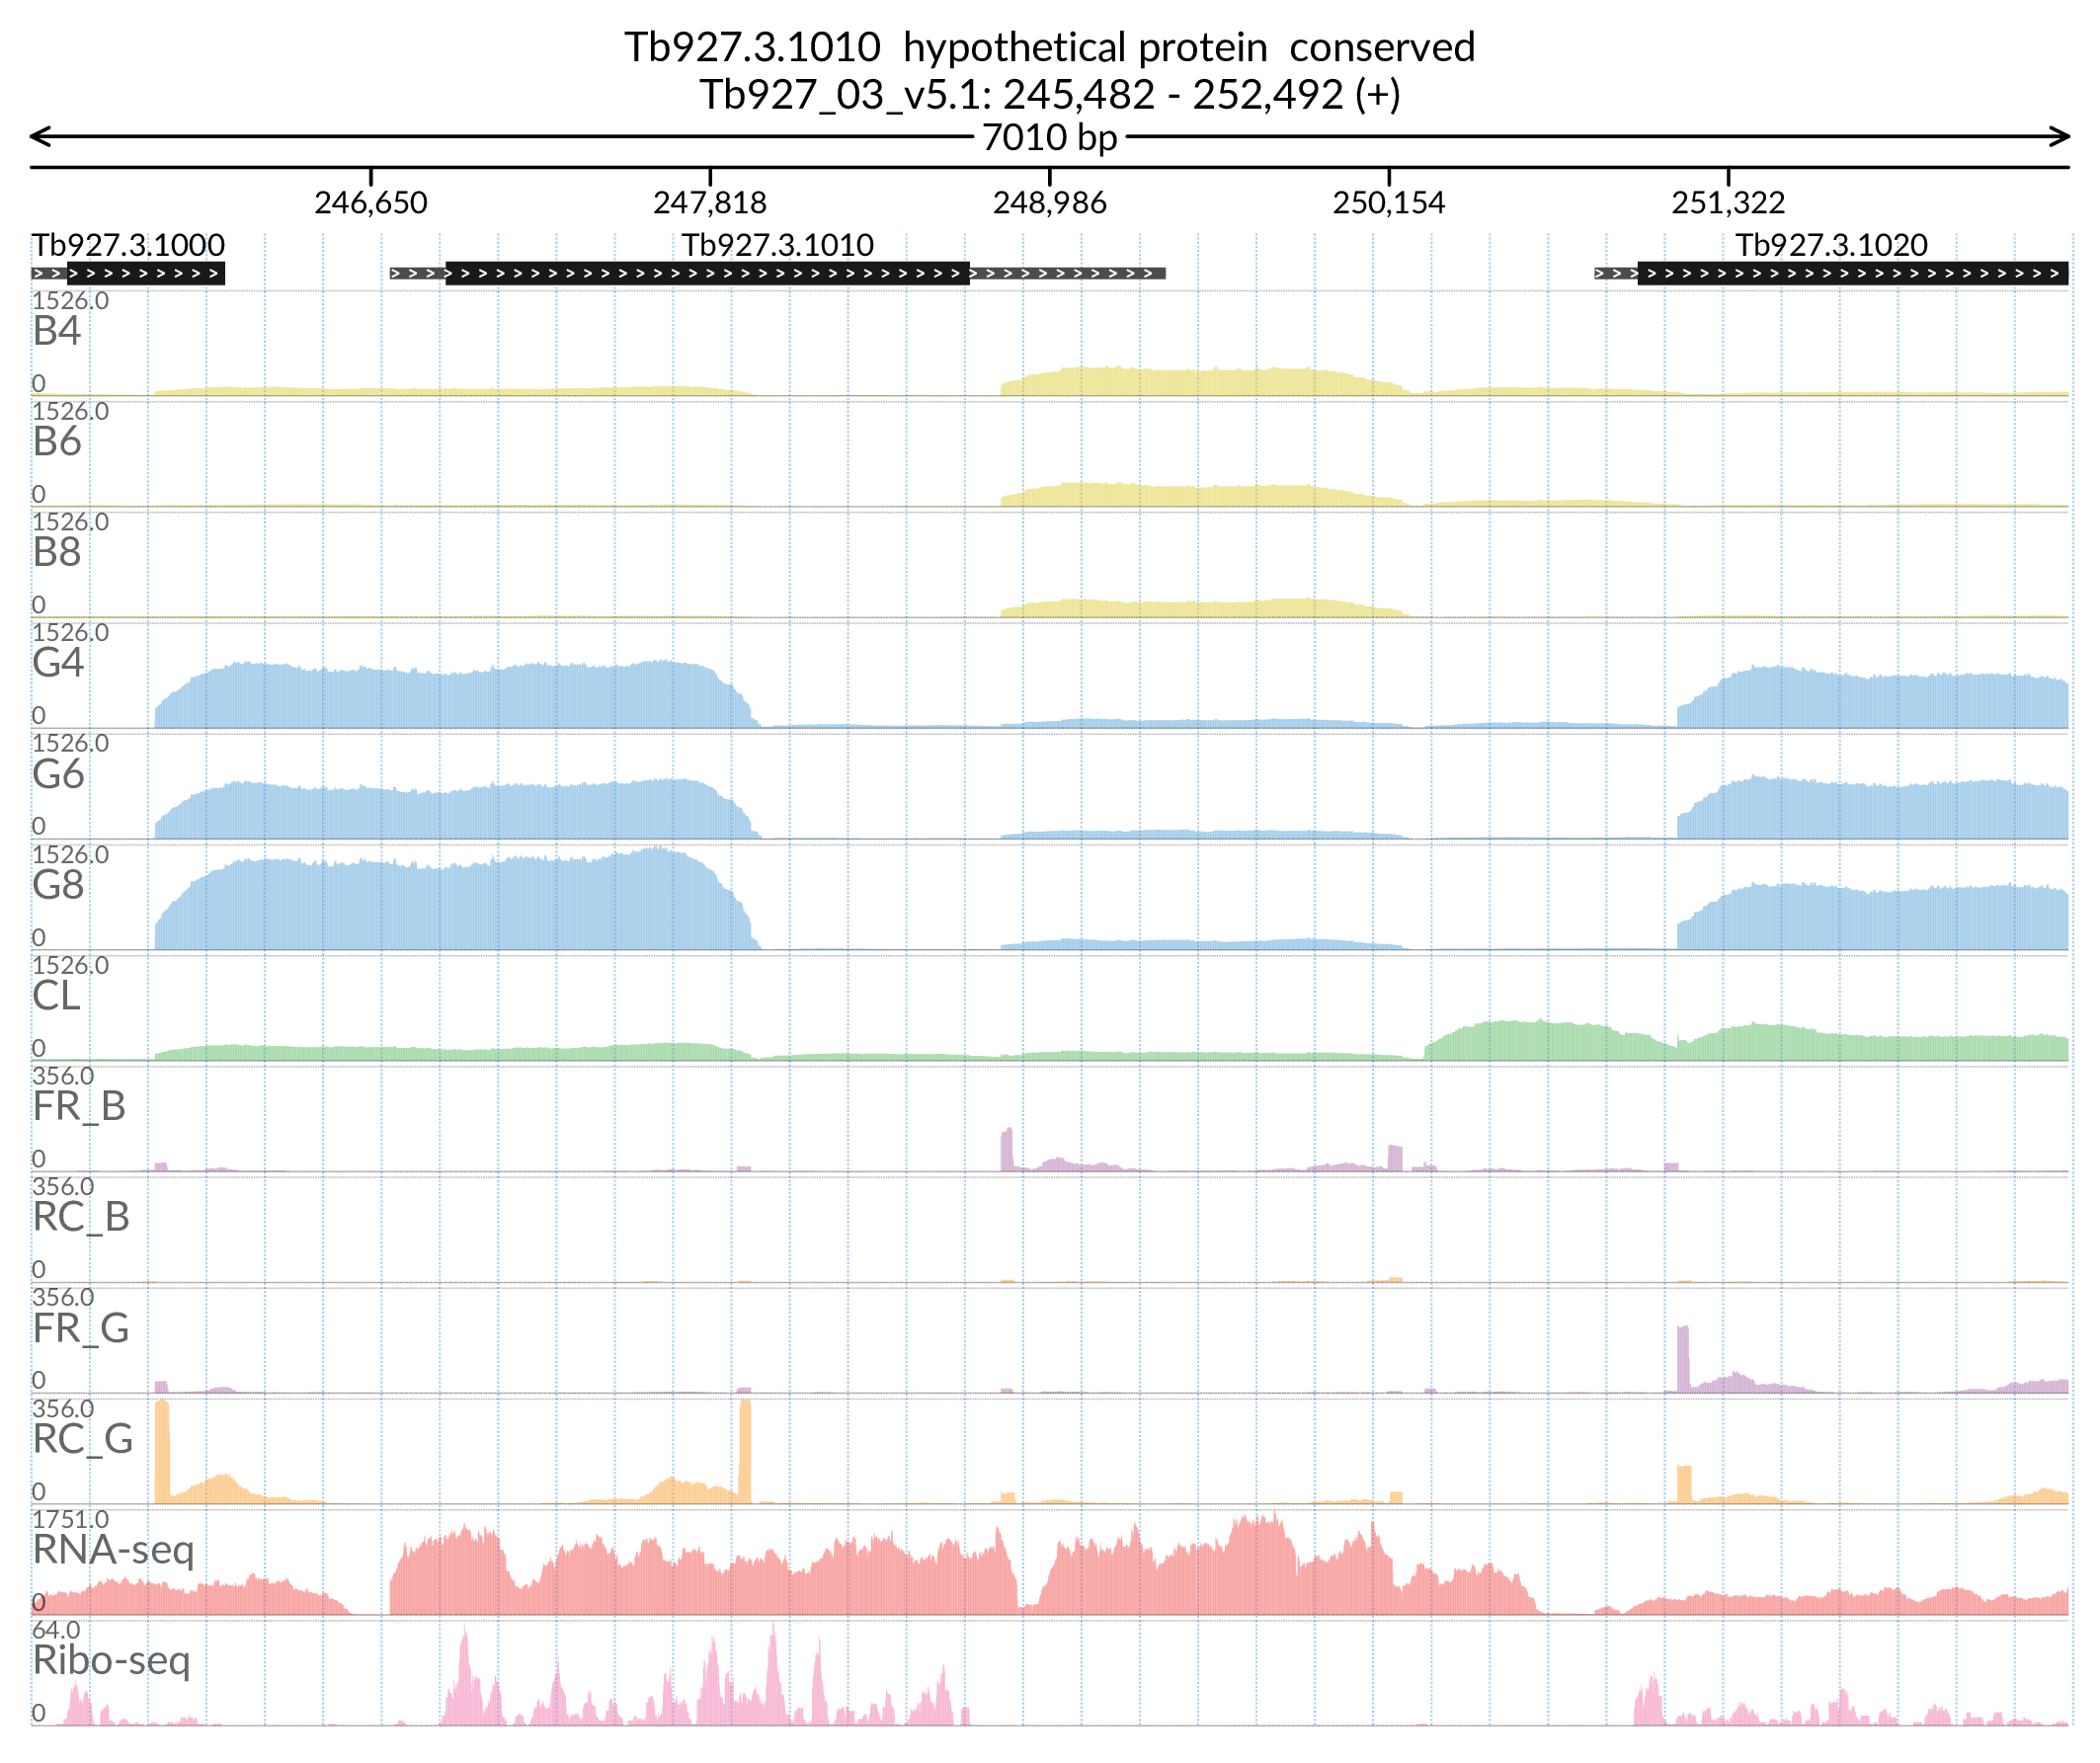 Tb927.3.1010  hypothetical protein  conserved
Tb927_03_v5.1: 245,482 - 252,492 (+)
7010 bp
246,650 247,818 248,986 250,154 251,322
Tb927.3.1000 Tb927.3.1010 Tb927.3.1020
1526.0
B4
0
1526.0
B6
0
1526.0
B8
0
1526.0
G4
0
1526.0
G6
0
1526.0
G8
0
1526.0
CL
0
356.0
FR_B
0
356.0
RC_B
0
356.0
FR_G
0
356.0
RC_G
0
1751.0
RNA-seq
0
64.0
Ribo-seq
0